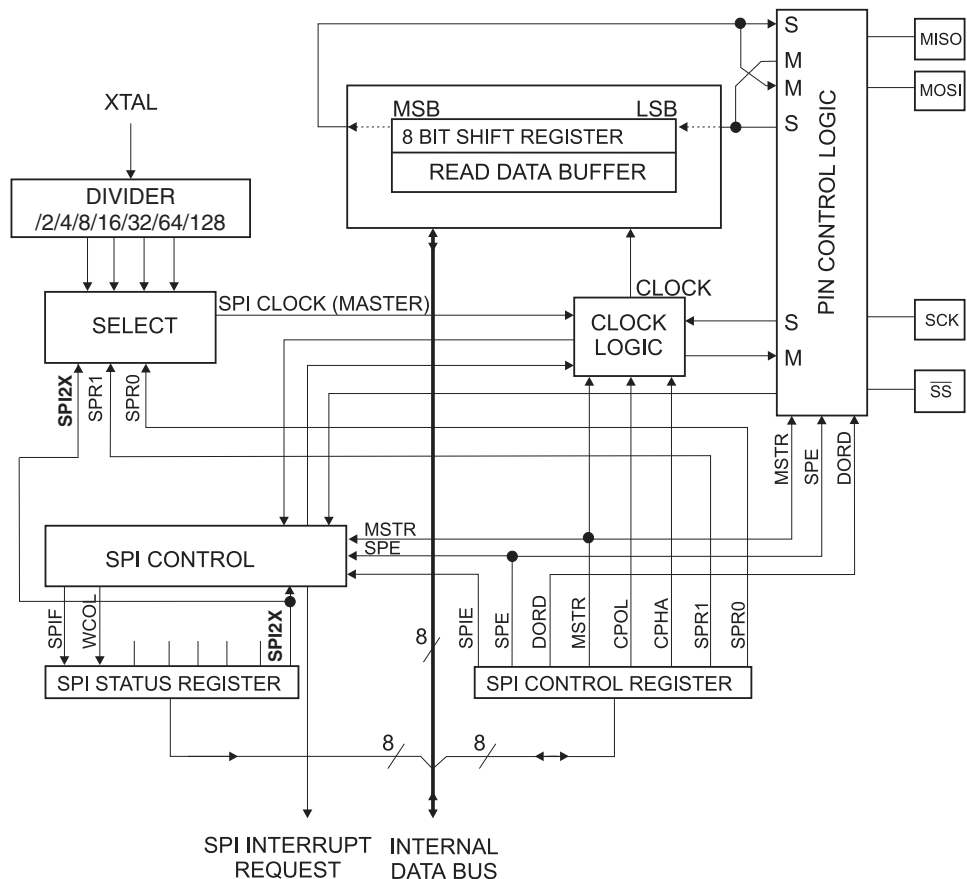 S
MISO
M
M
MOSI
XTAL
MSB
LSB
S
8 BIT SHIFT REGISTER
READ DATA BUFFER
DIVIDER
/2/4/8/16/32/64/128
PIN CONTROL LOGIC
SPI CLOCK (MASTER)
CLOCK
SELECT
CLOCK
LOGIC
S
M
SCK
SS
SPI2X
SPR1
SPR0
MSTR
SPE
DORD
MSTR
SPE
SPI CONTROL
SPIF
WCOL
SPI2X
8
SPIE
SPE
DORD
MSTR
CPOL
CPHA
SPR1
SPR0
SPI STATUS REGISTER
SPI CONTROL REGISTER
8
8
SPI INTERRUPT
REQUEST
INTERNAL
DATA BUS